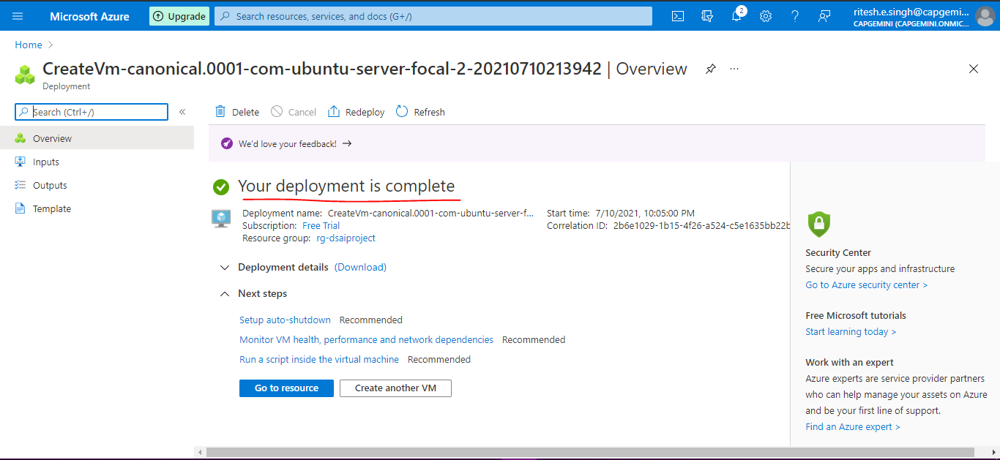 Microsoft Azure
Upgrade
Search resources, services, and docs (G+/)
2
ritesh.e.singh@capgemi...
CAPGEMINI (CAPGEMINI.ONMIC...
Home >
CreateVm-canonical.0001-com-ubuntu-server-focal-2-20210710213942 | Overview
Deployment
Search (Ctrl+/)
«
Delete
Cancel
Redeploy
Refresh
Overview
Inputs
Outputs
Template
We'd love your feedback! →
Your deployment is complete
Deployment name: CreateVm-canonical.0001-com-ubuntu-server-f...
Subscription: Free Trial
Resource group: rg-dsaiproject
Start time: 7/10/2021, 10:05:00 PM
Correlation ID: 2b6e1029-1b15-4f26-a524-c5e1635bb22b
Deployment details (Download)
Next steps
Setup auto-shutdown Recommended
Monitor VM health, performance and network dependencies Recommended
Run a script inside the virtual machine Recommended
Go to resource
Create another VM
Security Center
Secure your apps and infrastructure
Go to Azure security center >
Free Microsoft tutorials
Start learning today >
Work with an expert
Azure experts are service provider partners
who can help manage your assets on Azure
and be your first line of support.
Find an Azure expert >